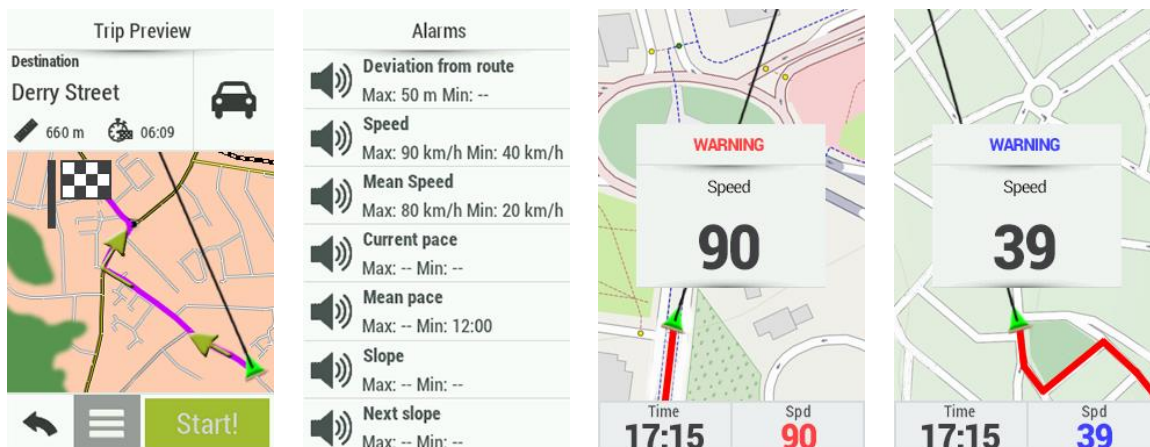 Trip Preview
Destination
Derry Street
660 m 06:09
Start!
Alarms
Deviation from route
Max: 50 m Min: --
Speed
Max: 90 km/h Min: 40 km/h
Mean Speed
Max: 80 km/h Min: 20 km/h
Current pace
Max: -- Min: --
Mean pace
Max: -- Min: 12:00
Slope
Max: -- Min: --
Next slope
Max: -- Min: --
WARNING
Speed
90
Time Spd
17:15 90
WARNING
Speed
39
Time Spd
17:15 39